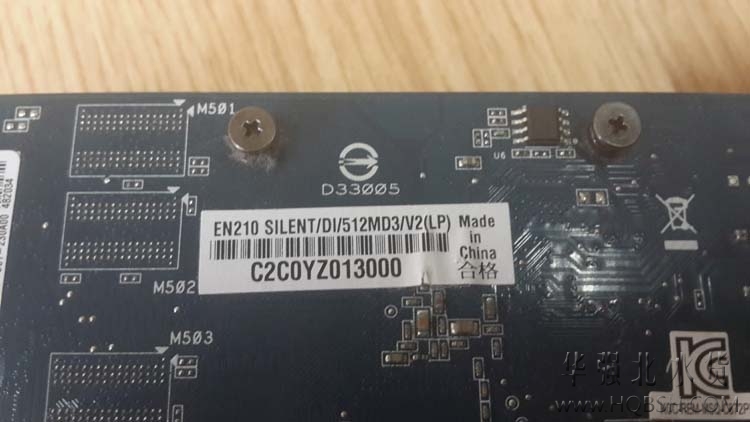 M501
U6
D33005
482034
EN210 SILENT/DI/512MD3/V2(LP)
Made
in
China
合格
C2C0YZ013000
M502
M503
华强北